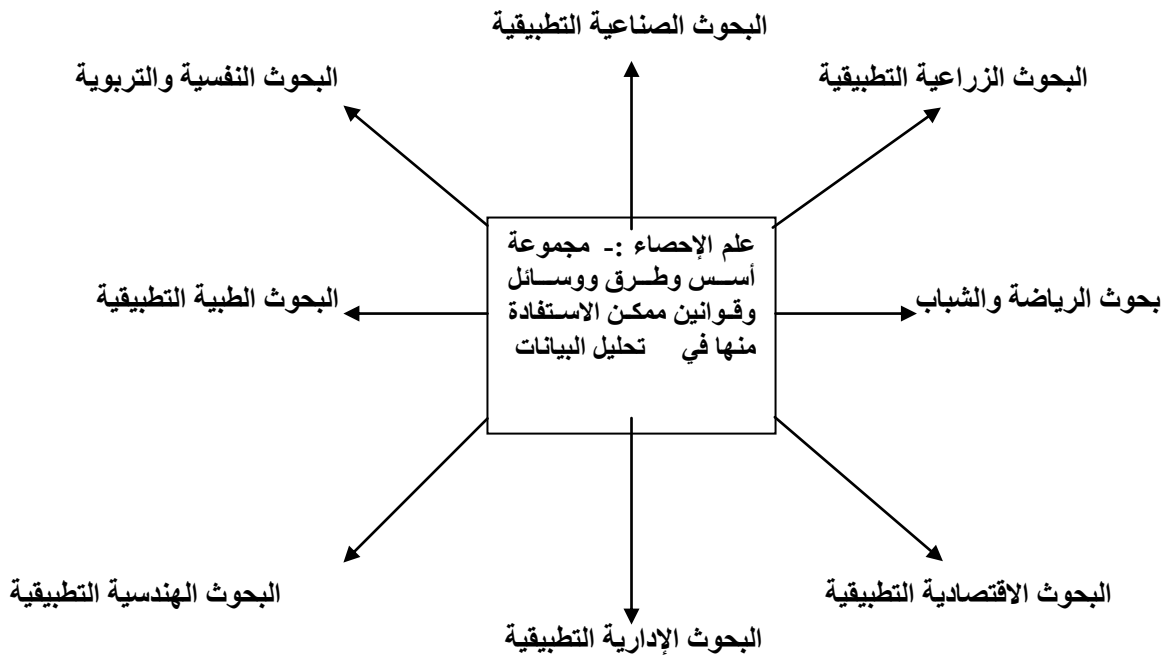 البحوث الصناعية التطبيقية
البحوث الزراعية التطبيقية
البحوث النفسية والتربوية
علم الإحصاء :- مجموعة
أسس وطرق ووسائل
وقوانين ممكن الاستفادة
منها في تحليل البيانات
بحوث الرياضة والشباب
البحوث الطبية التطبيقية
البحوث الاقتصادية التطبيقية
البحوث الهندسية التطبيقية
البحوث الإدارية التطبيقية